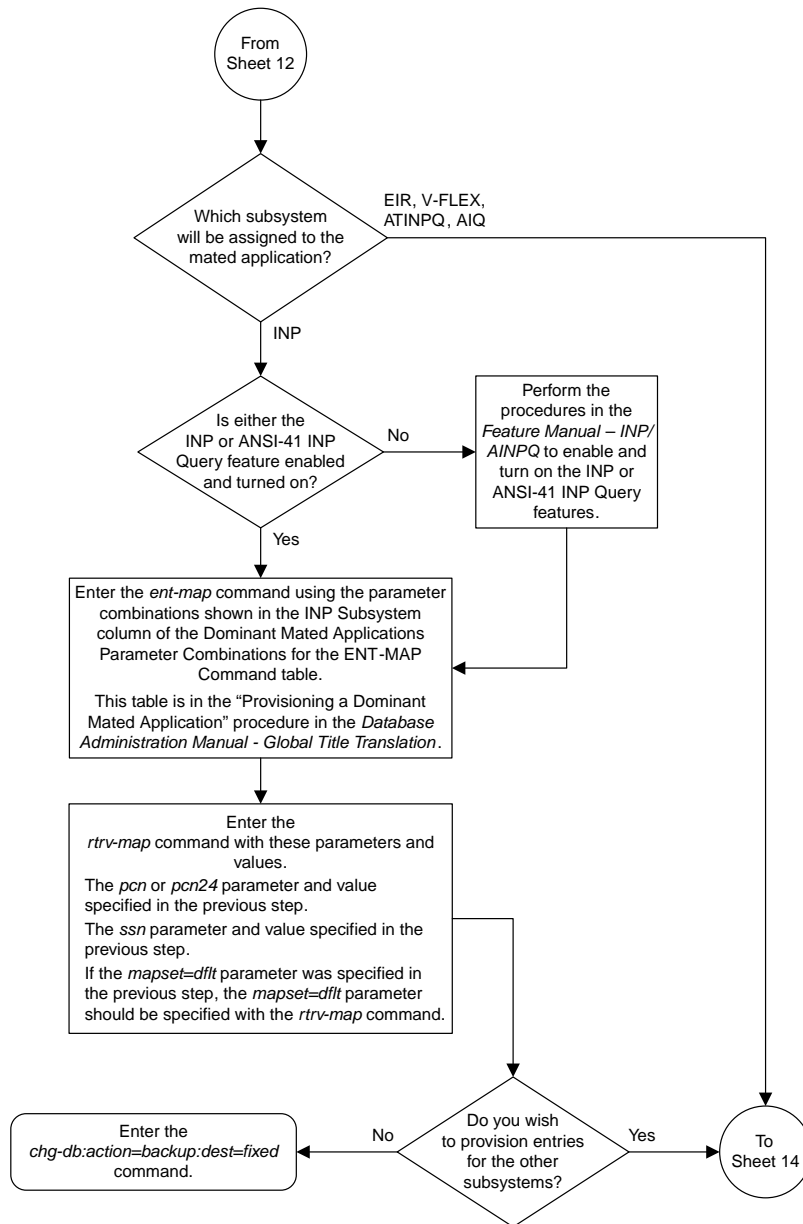 From
Sheet 12
Which subsystem
will be assigned to the
mated application?
EIR, V-FLEX,
ATINPQ, AIQ
INP
Is either the
INP or ANSI-41 INP
Query feature enabled
and turned on?
No
Perform the
procedures in the
Feature Manual – INP/
AINPQ to enable and
turn on the INP or
ANSI-41 INP Query
features.
Yes
Enter the ent-map command using the parameter
combinations shown in the INP Subsystem
column of the Dominant Mated Applications
Parameter Combinations for the ENT-MAP
Command table.
This table is in the “Provisioning a Dominant
Mated Application” procedure in the Database
Administration Manual - Global Title Translation.
Enter the
rtrv-map command with these parameters and
values.
The pcn or pcn24 parameter and value
specified in the previous step.
The ssn parameter and value specified in the
previous step.
If the mapset=dflt parameter was specified in
the previous step, the mapset=dflt parameter
should be specified with the rtrv-map command.
Do you wish
to provision entries
for the other
subsystems?
No
Yes
Enter the
chg-db:action=backup:dest=fixed
command.
To
Sheet 14